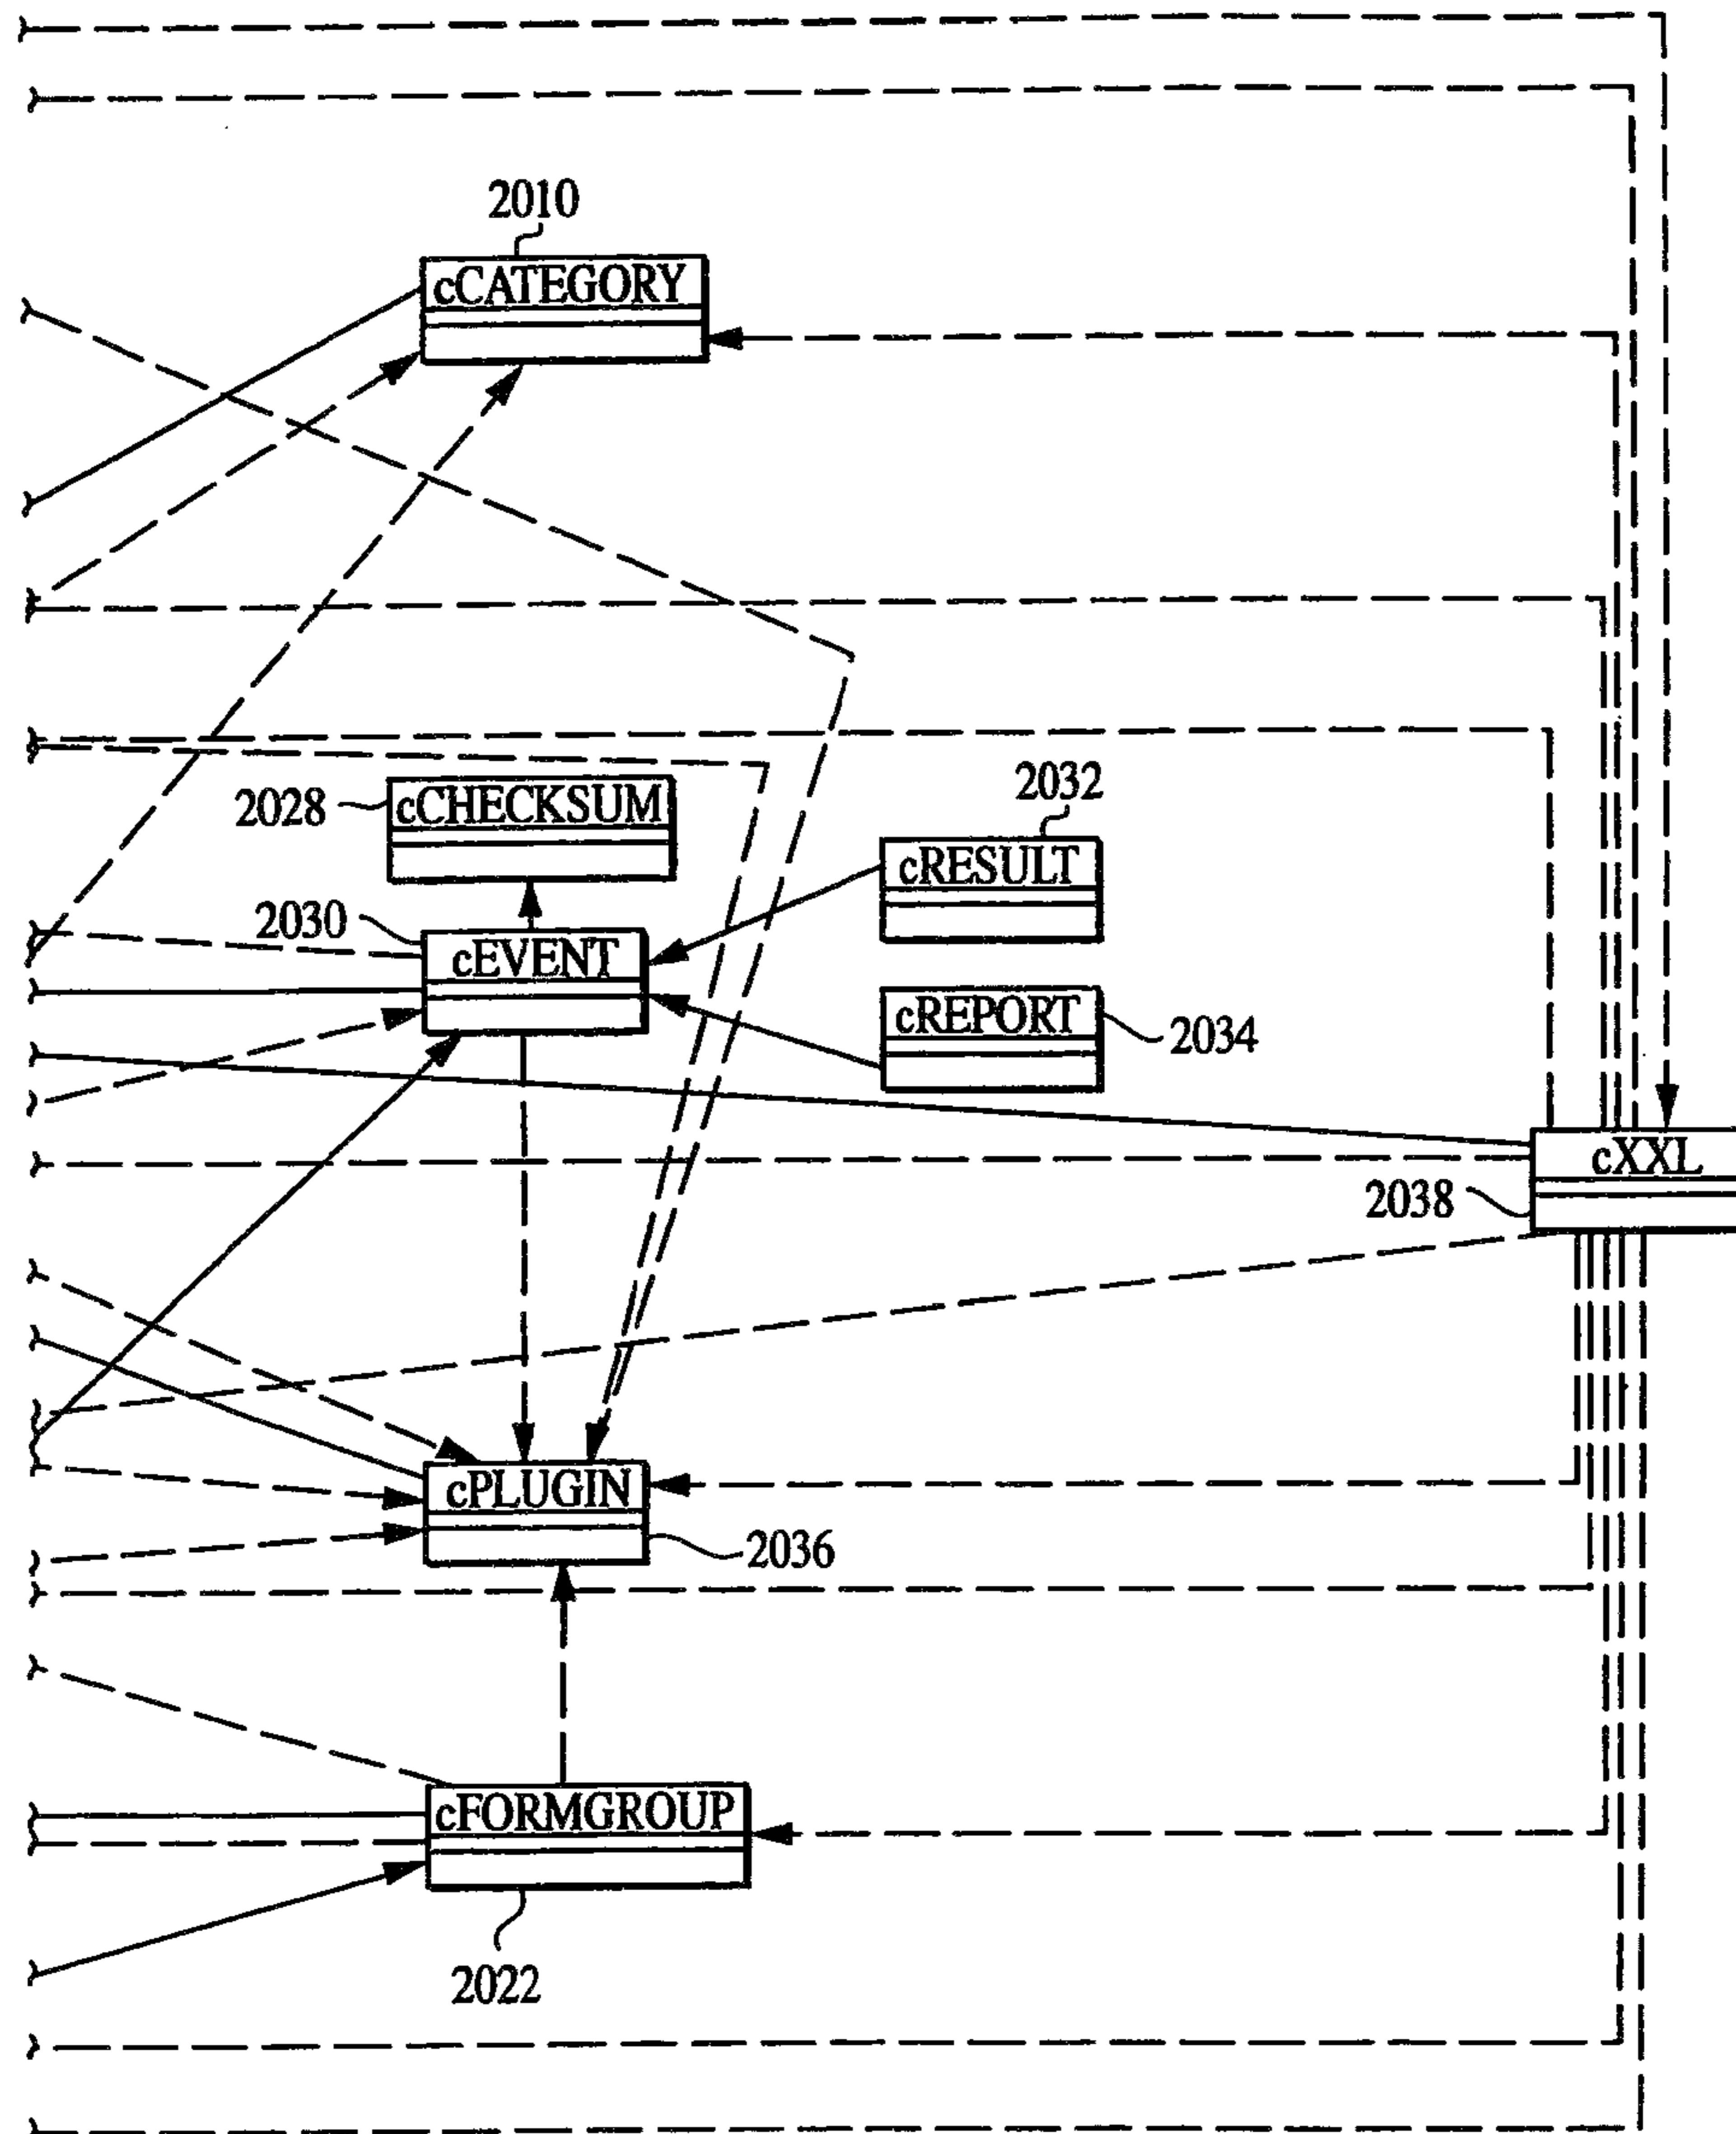 2010
cCATEGORY
2028
cCHECKSUM
2032
cRESULT
2030
cEVENT
cREPORT
2034
cXXL
2038
cPLUGIN
2036
cFORMGROUP
2022